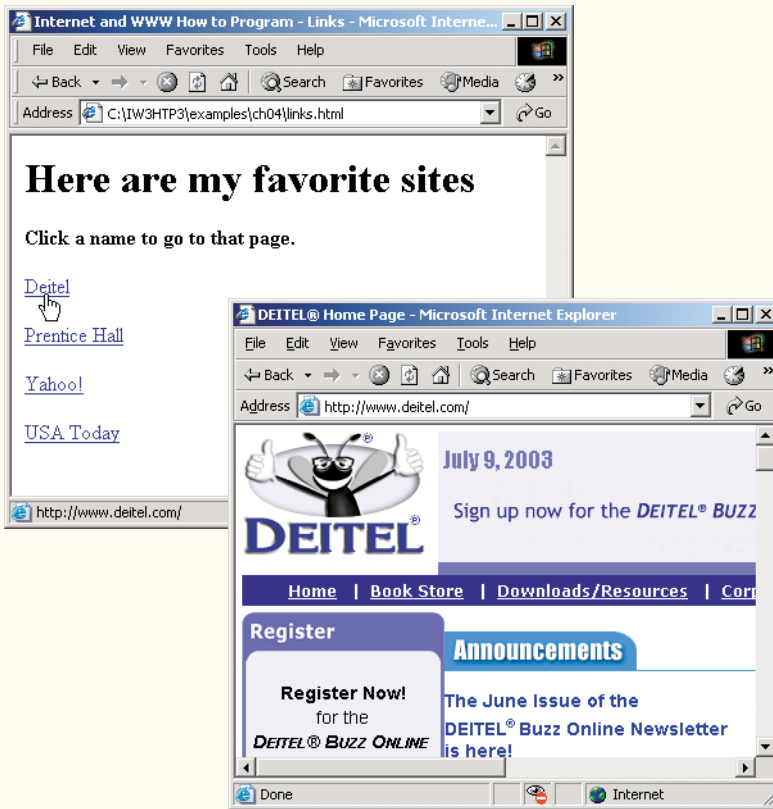 Internet and WWW How to Program - Links - Microsoft Interne...
File Edit View Favorites Tools Help
Back Search Favorites Media »
Address C:\IW3HTP3\examples\ch04\links.html Go
Here are my favorite sites
Click a name to go to that page.
Deitel
Prentice Hall
Yahoo!
USA Today
http://www.deitel.com/
DEITEL® Home Page - Microsoft Internet Explorer
File Edit View Favorites Tools Help
Back Search Favorites Media »
Address http://www.deitel.com/ Go
DEITEL®
July 9, 2003
Sign up now for the DEITEL® BUZZ
Home | Book Store | Downloads/Resources | Corp
Register
Register Now!
for the
DEITEL® BUZZ ONLINE
Announcements
The June Issue of the
DEITEL® Buzz Online Newsletter
is here!
Done Internet